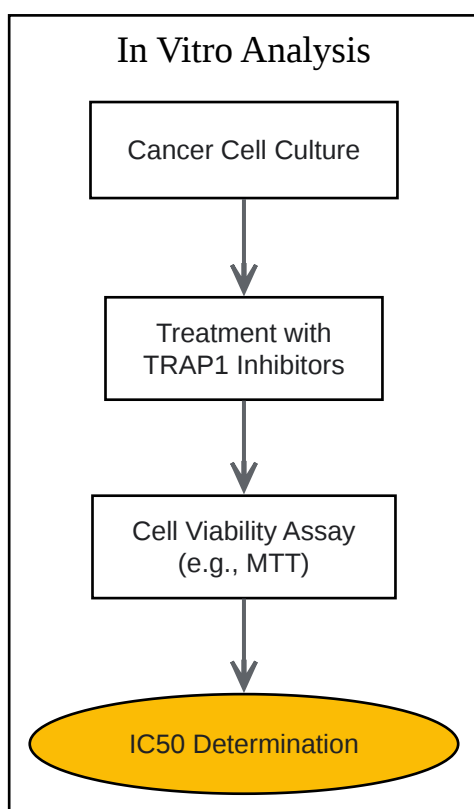 In Vitro Analysis
Cancer Cell Culture
Treatment with
TRAP1 Inhibitors
Cell Viability Assay
(e.g., MTT)
IC50 Determination